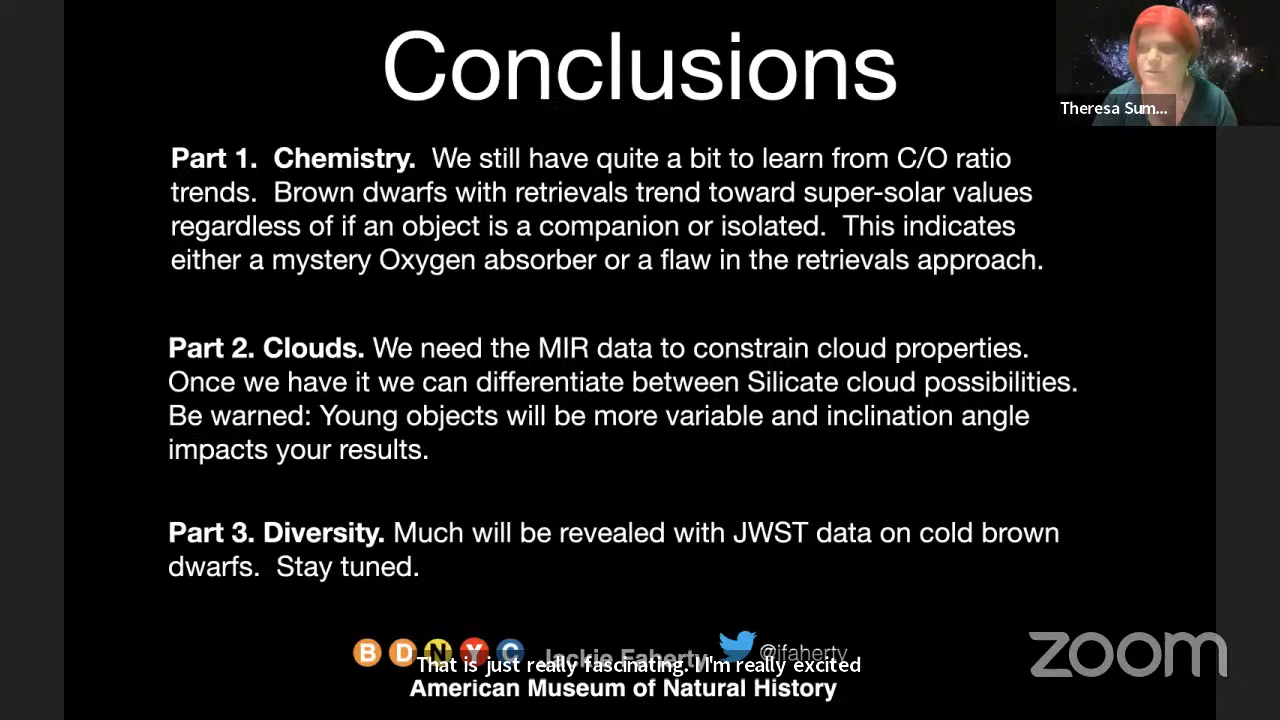 Conclusions
Theresa Sum...
Part 1. Chemistry. We still have quite a bit to learn from C/O ratio
trends. Brown dwarfs with retrievals trend toward super-solar values
regardless of if an object is a companion or isolated. This indicates
either a mystery Oxygen absorber or a flaw in the retrievals approach.
Part 2. Clouds. We need the MIR data to constrain cloud properties.
Once we have it we can differentiate between Silicate cloud possibilities.
Be warned: Young objects will be more variable and inclination angle
impacts your results.
Part 3. Diversity. Much will be revealed with JWST data on cold brown
dwarfs. Stay tuned.
B D N Y C Jackie Faherty @jfaherty
That is just really fascinating. I'm really excited
American Museum of Natural History
zoom